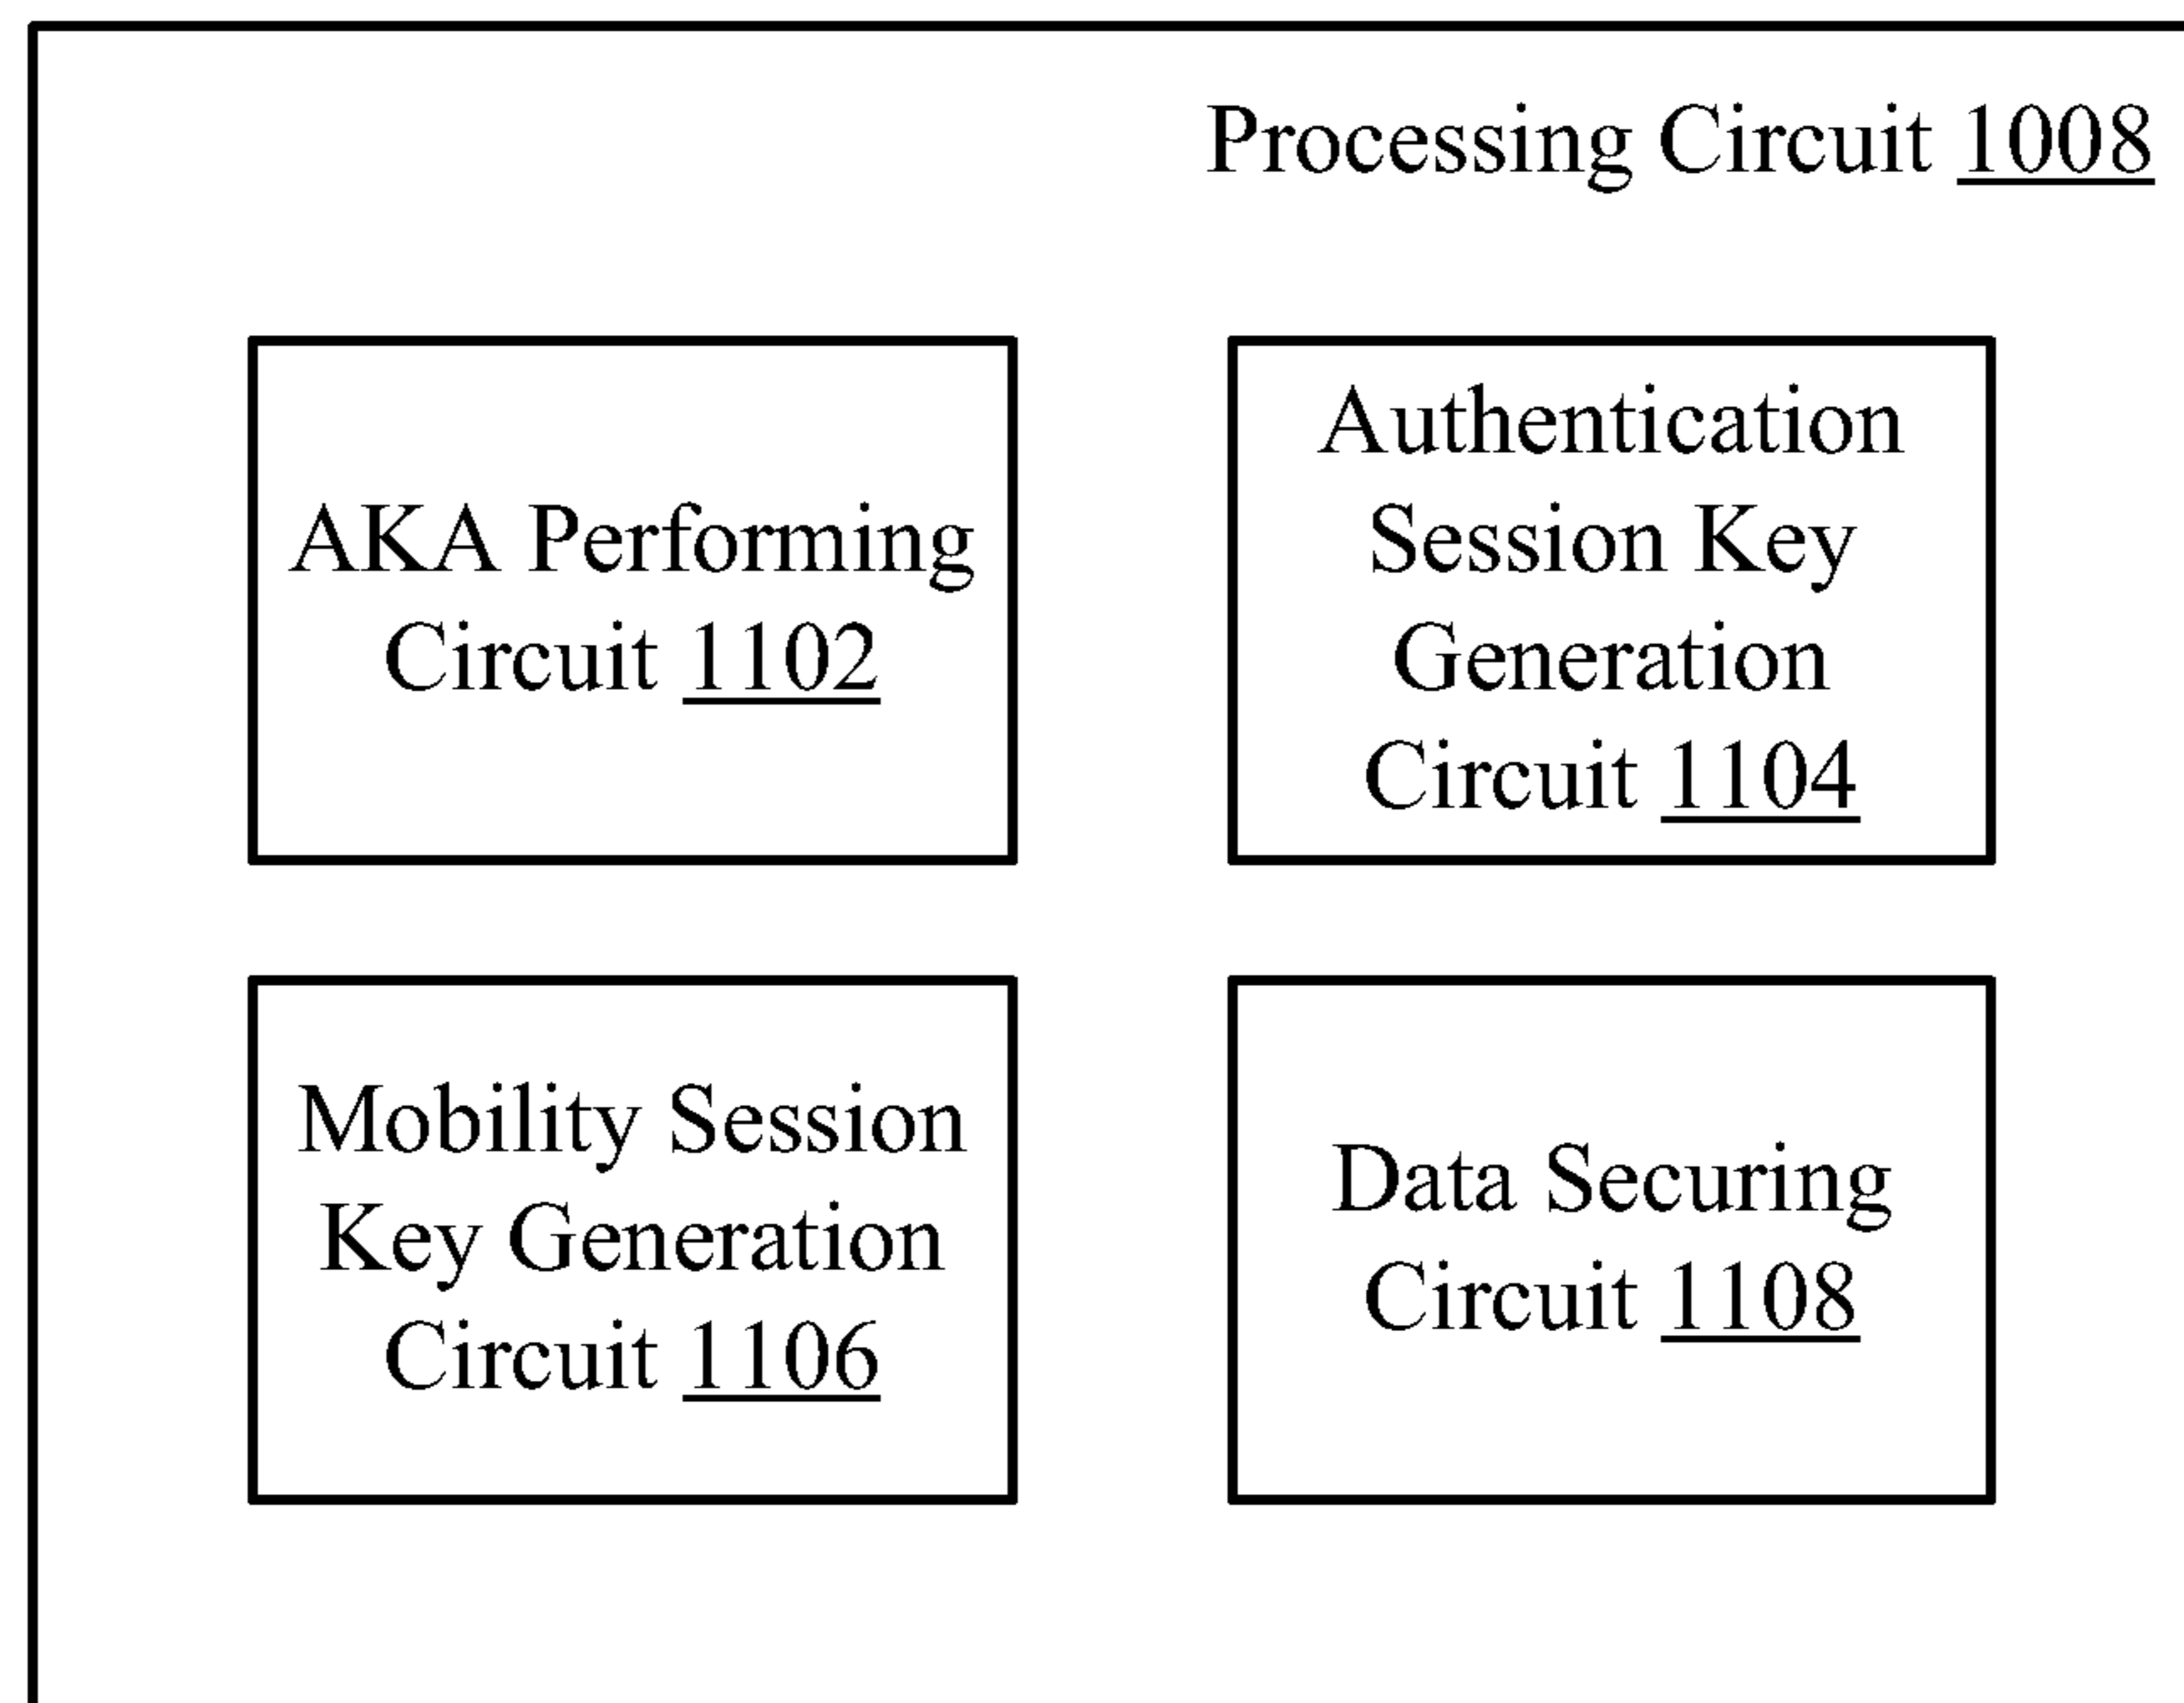 Processing Circuit 1008
AKA Performing
Circuit 1102
Authentication
Session Key
Generation
Circuit 1104
Mobility Session
Key Generation
Circuit 1106
Data Securing
Circuit 1108